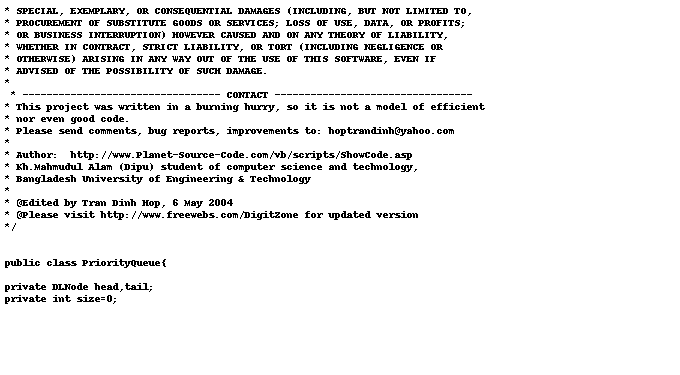 * SPECIAL, EXEMPLARY, OR CONSEQUENTIAL DAMAGES (INCLUDING, BUT NOT LIMITED TO,
* PROCUREMENT OF SUBSTITUTE GOODS OR SERVICES; LOSS OF USE, DATA, OR PROFITS;
* OR BUSINESS INTERRUPTION) HOWEVER CAUSED AND ON ANY THEORY OF LIABILITY,
* WHETHER IN CONTRACT, STRICT LIABILITY, OR TORT (INCLUDING NEGLIGENCE OR
* OTHERWISE) ARISING IN ANY WAY OUT OF THE USE OF THIS SOFTWARE, EVEN IF
* ADVISED OF THE POSSIBILITY OF SUCH DAMAGE.
*
* --------------------------------- CONTACT ---------------------------------
* This project was written in a burning hurry, so it is not a model of efficient
* nor even good code.
* Please send comments, bug reports, improvements to: hoptrandinh@yahoo.com
*
* Author:  http://www.Planet-Source-Code.com/vb/scripts/ShowCode.asp
* Kh.Mahmudul Alam (Dipu) student of computer science and technology,
* Bangladesh University of Engineering & Technology
*
* @Edited by Tran Dinh Hop, 6 May 2004
* @Please visit http://www.freewebs.com/DigitZone for updated version
*/
public class PriorityQueue{
private DLNode head,tail;
private int size=0;